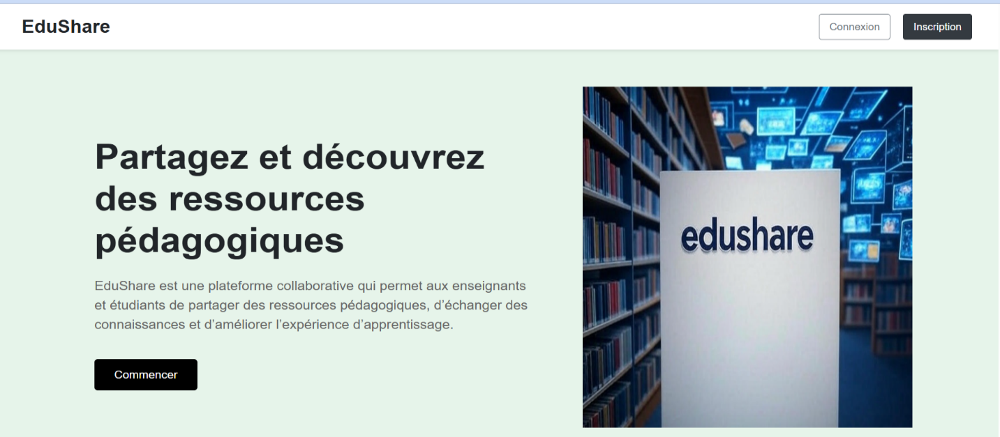 EduShare
Connexion
Inscription
Partagez et découvrez
des ressources
pédagogiques
EduShare est une plateforme collaborative qui permet aux enseignants
et étudiants de partager des ressources pédagogiques, d’échanger des
connaissances et d’améliorer l’expérience d’apprentissage.
Commencer
edushare